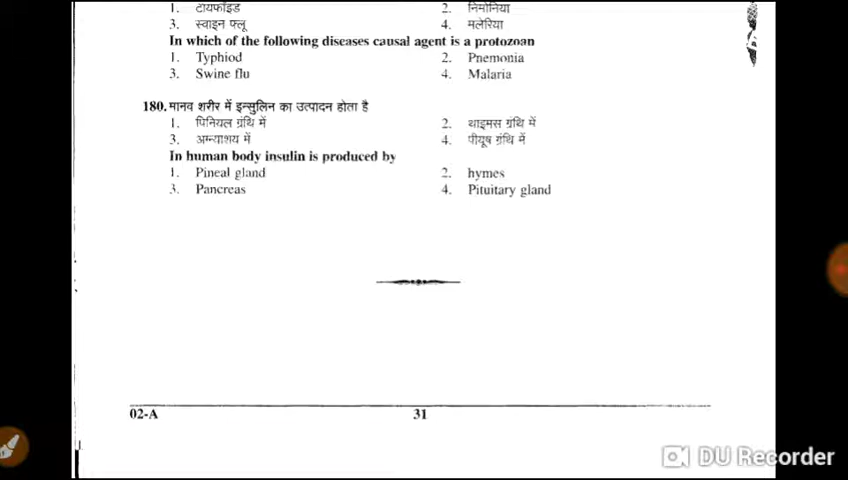 1. टायफॉइड 2. निमोनिया
3. स्वाइन फ्लू 4. मलेरिया
In which of the following diseases causal agent is a protozoan
1. Typhiod 2. Pnemonia
3. Swine flu 4. Malaria
180. मानव शरीर में इन्सुलिन का उत्पादन होता है
1. पिनियल ग्रंथि में 2. थाइमस ग्रंथि में
3. अग्न्याशय में 4. पीयूष ग्रंथि में
In human body insulin is produced by
1. Pineal gland 2. hymes
3. Pancreas 4. Pituitary gland
02-A 31
DU Recorder